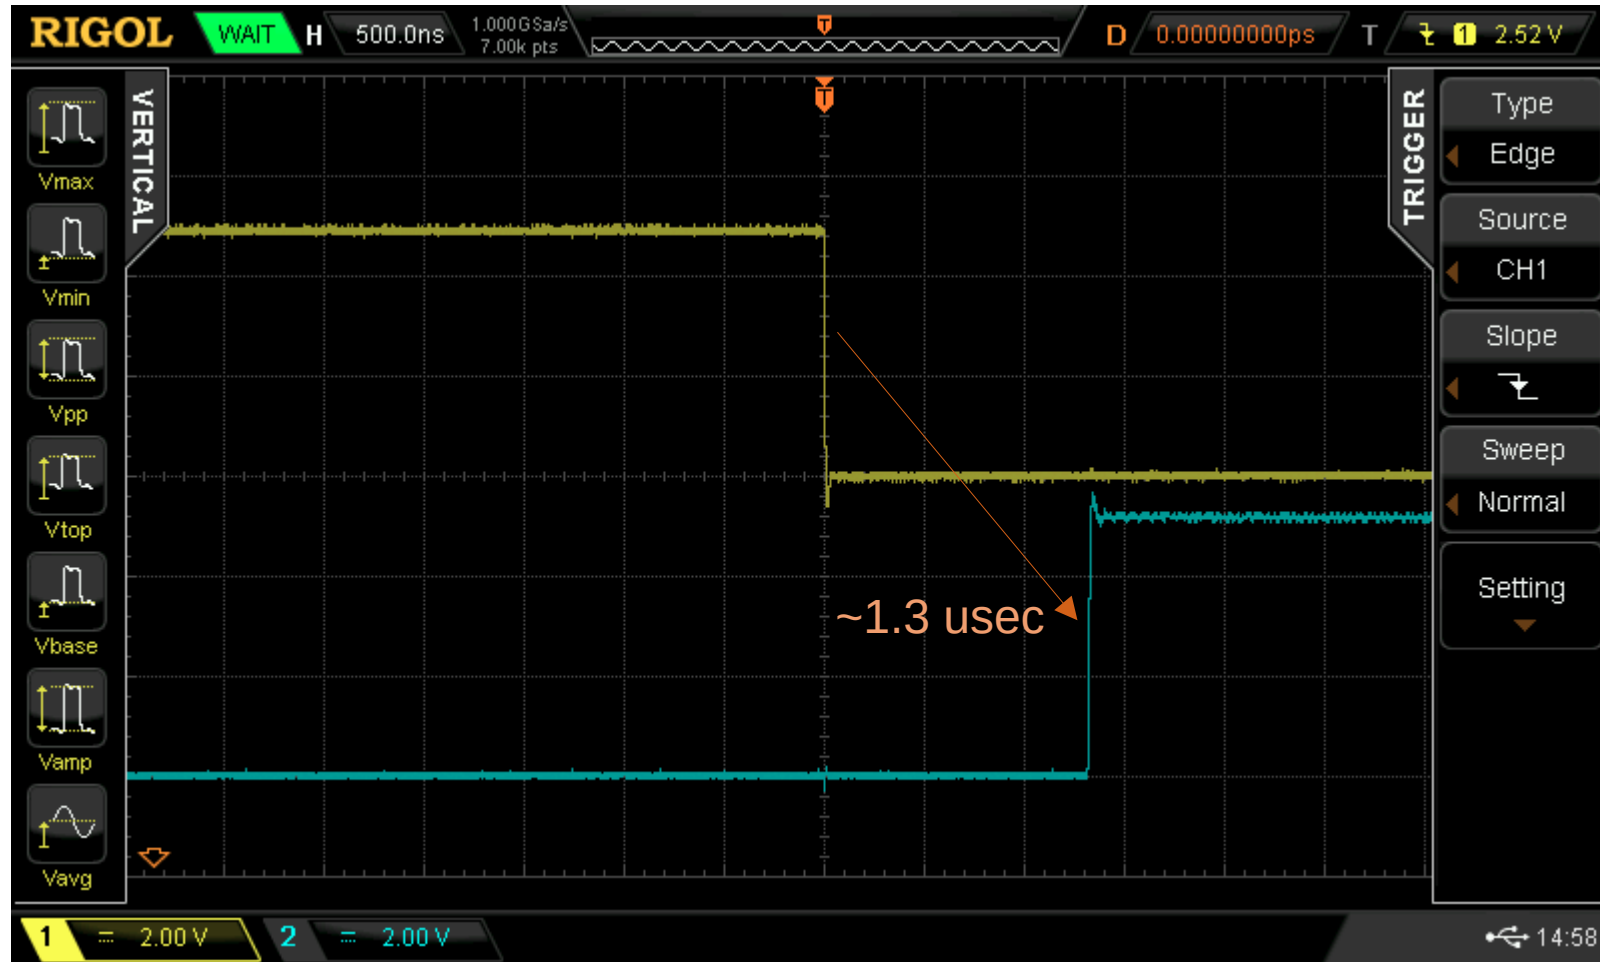 RIGOL
WAIT
H
500.0ns
1.000GSa/s
7.00k pts
T
D
0.00000000ps
T
1
2.52 V
VERTICAL
Vmax
Vmin
Vpp
Vtop
Vbase
Vamp
Vavg
T
~1.3 usec
TRIGGER
Type
Edge
Source
CH1
Slope
Sweep
Normal
Setting
1
2.00 V
2
2.00 V
14:58